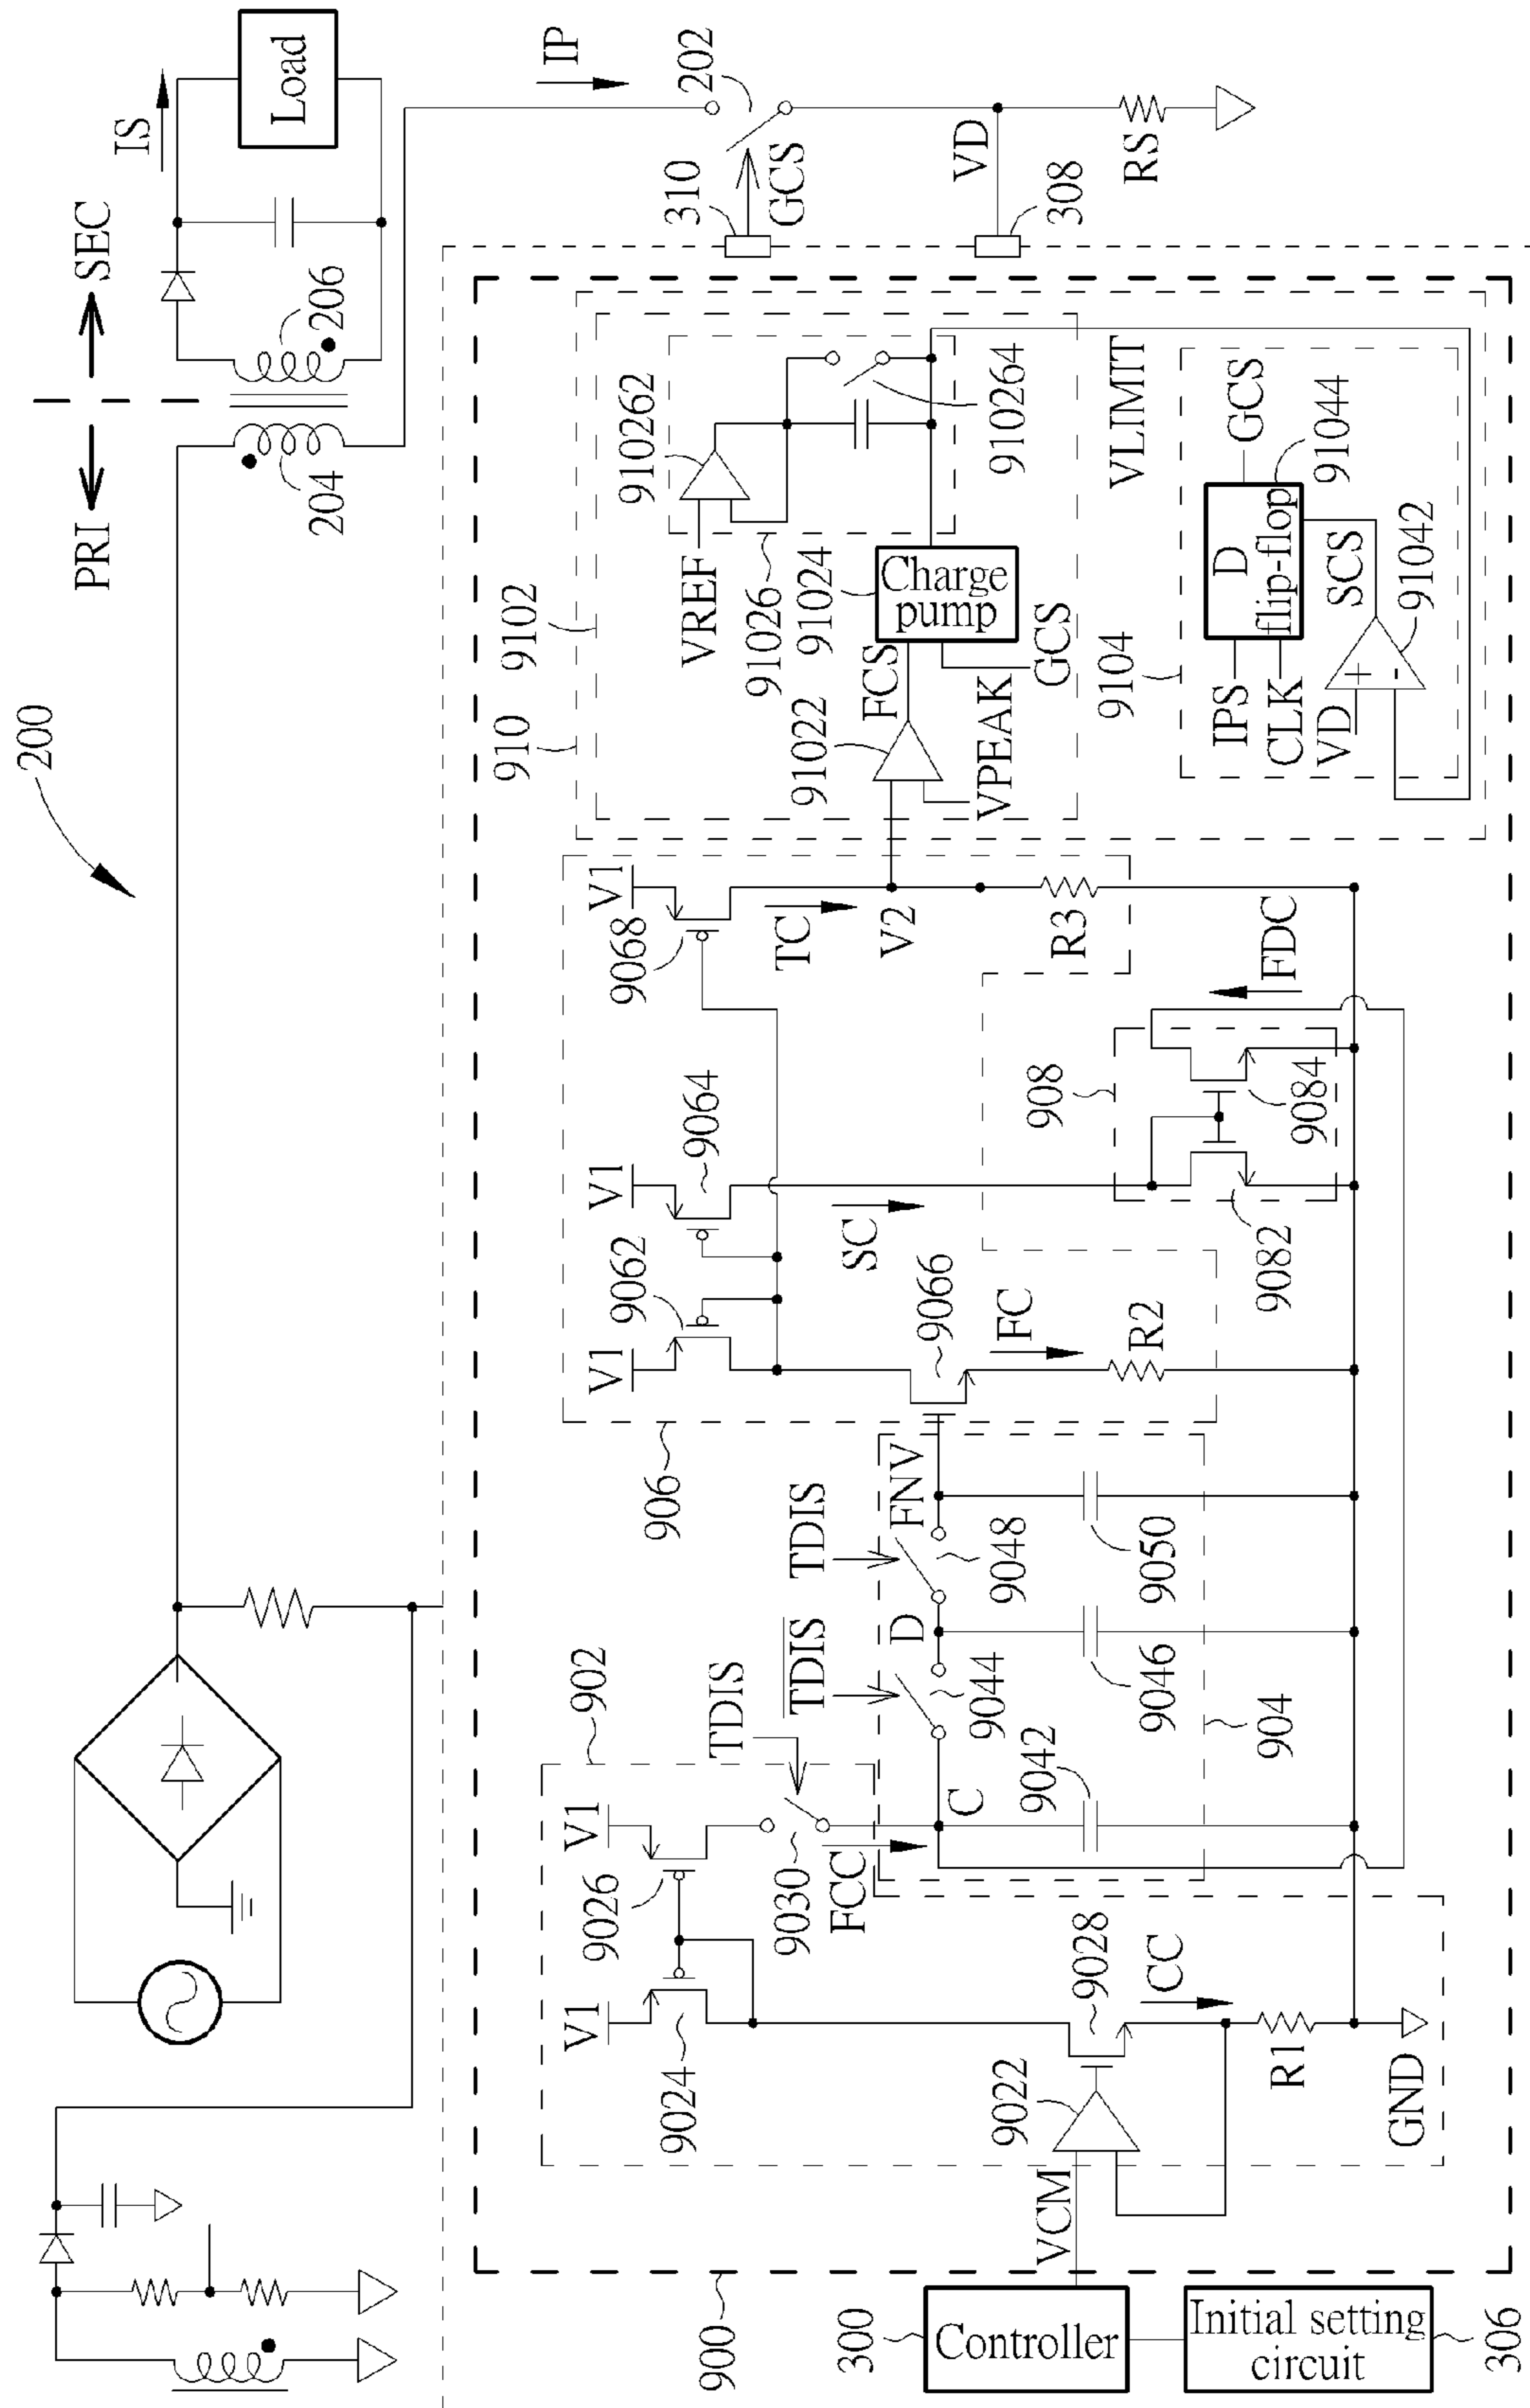 200
PRI
SEC
IS
Load
204
206
IP
202
310
GCS
VD
308
RS
910
9102
910262
VREF
91026
91024
Charge
pump
910264
FCS
91022
VPEAK
GCS
VLIMIT
9104
IPS
CLK
D
flip-flop
GCS
91044
SCS
VD
+
-
91042
906
V1
9062
V1
9064
V1
9068
TC
V2
R3
SC
9066
FC
R2
908
FDC
9082
9084
902
V1
9024
V1
9026
TDIS
9030
FCC
TDIS
TDIS
C
9044
D
9048
FNV
9042
9046
9050
904
VCM
9022
9028
CC
R1
GND
900
300
Controller
Initial setting
circuit
306